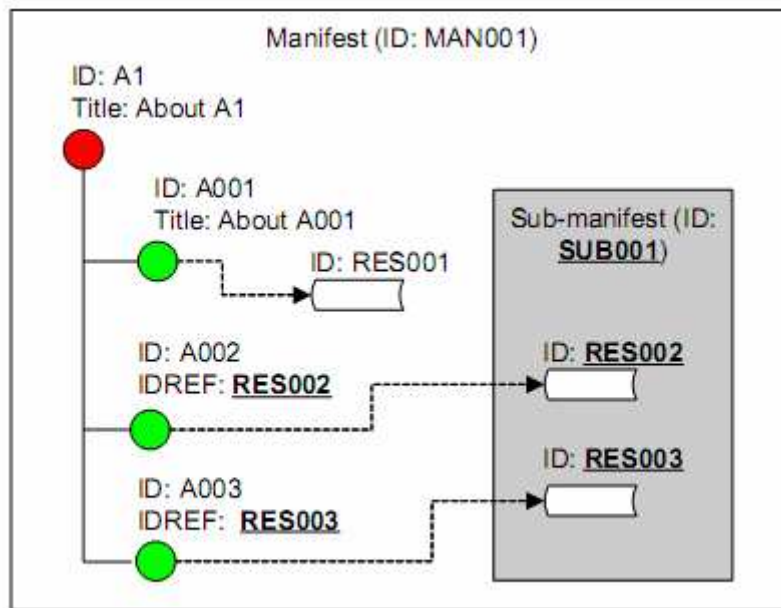 Manifest (ID: MAN001)
ID: A1
Title: About A1
ID: A001
Title: About A001
ID: RES001
Sub-manifest (ID:
SUB001)
ID: A002
IDREF: RES002
ID: RES002
ID: A003
IDREF: RES003
ID: RES003